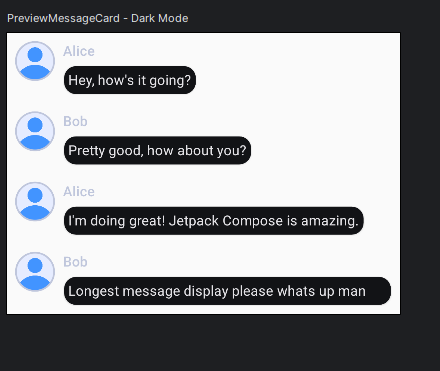 PreviewMessageCard - Dark Mode
Alice
Hey, how's it going?
Bob
Pretty good, how about you?
Alice
I'm doing great! Jetpack Compose is amazing.
Bob
Longest message display please whats up man